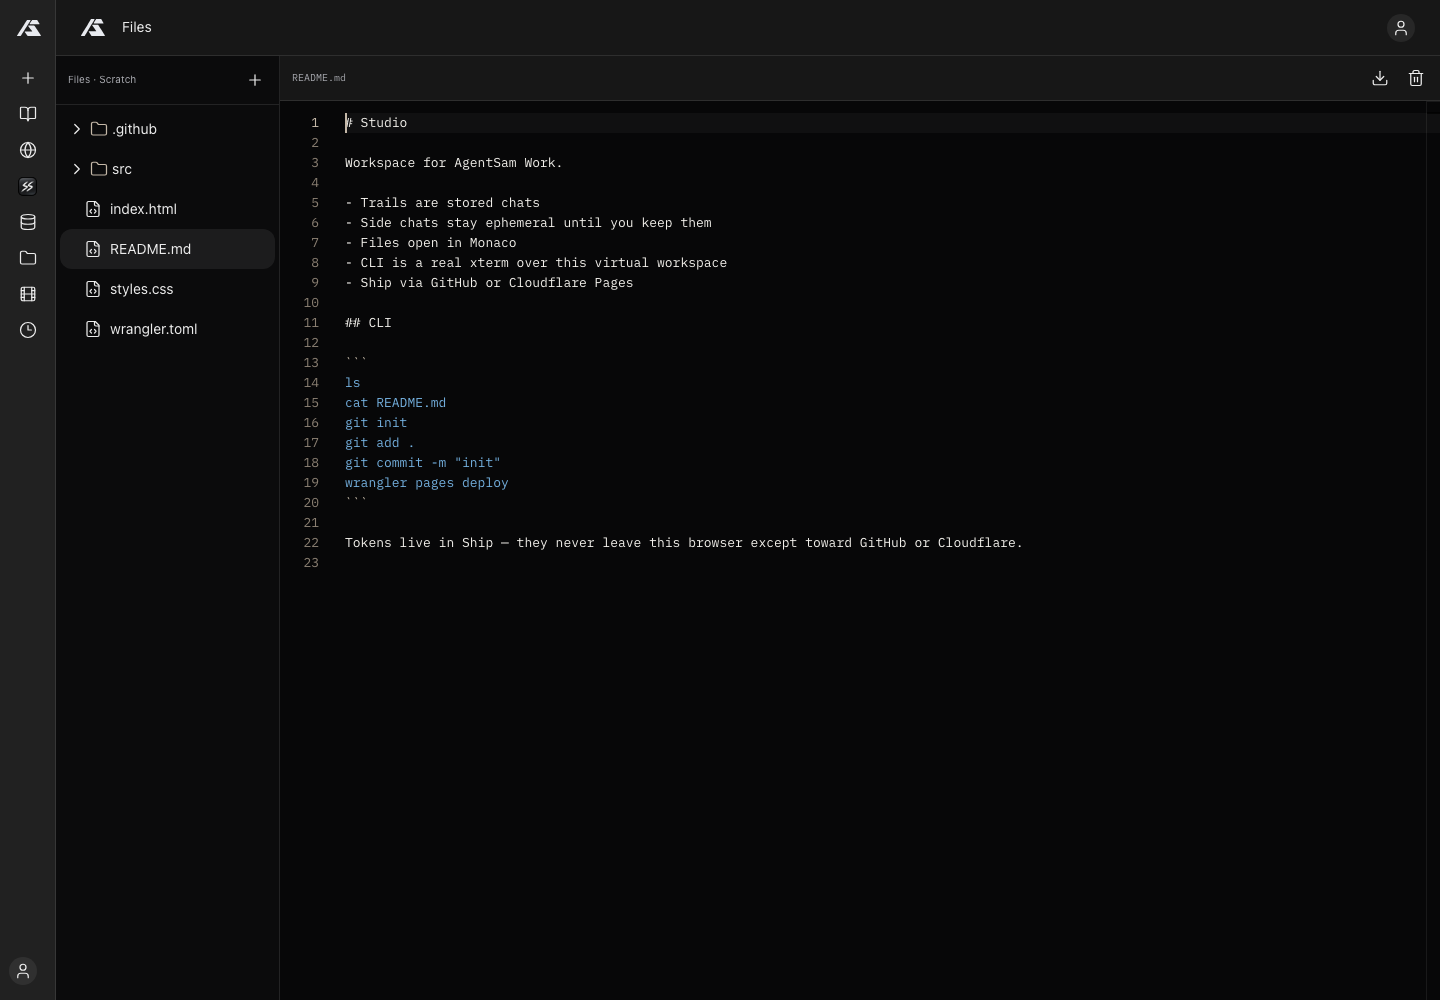 Files
Files · Scratch
README.md
.github
src
index.html
README.md
styles.css
wrangler.toml
1 # Studio
2
3 Workspace for AgentSam Work.
4
5 - Trails are stored chats
6 - Side chats stay ephemeral until you keep them
7 - Files open in Monaco
8 - CLI is a real xterm over this virtual workspace
9 - Ship via GitHub or Cloudflare Pages
10
11 ## CLI
12
13 ```
14 ls
15 cat README.md
16 git init
17 git add .
18 git commit -m "init"
19 wrangler pages deploy
20 ```
21
22 Tokens live in Ship — they never leave this browser except toward GitHub or Cloudflare.
23